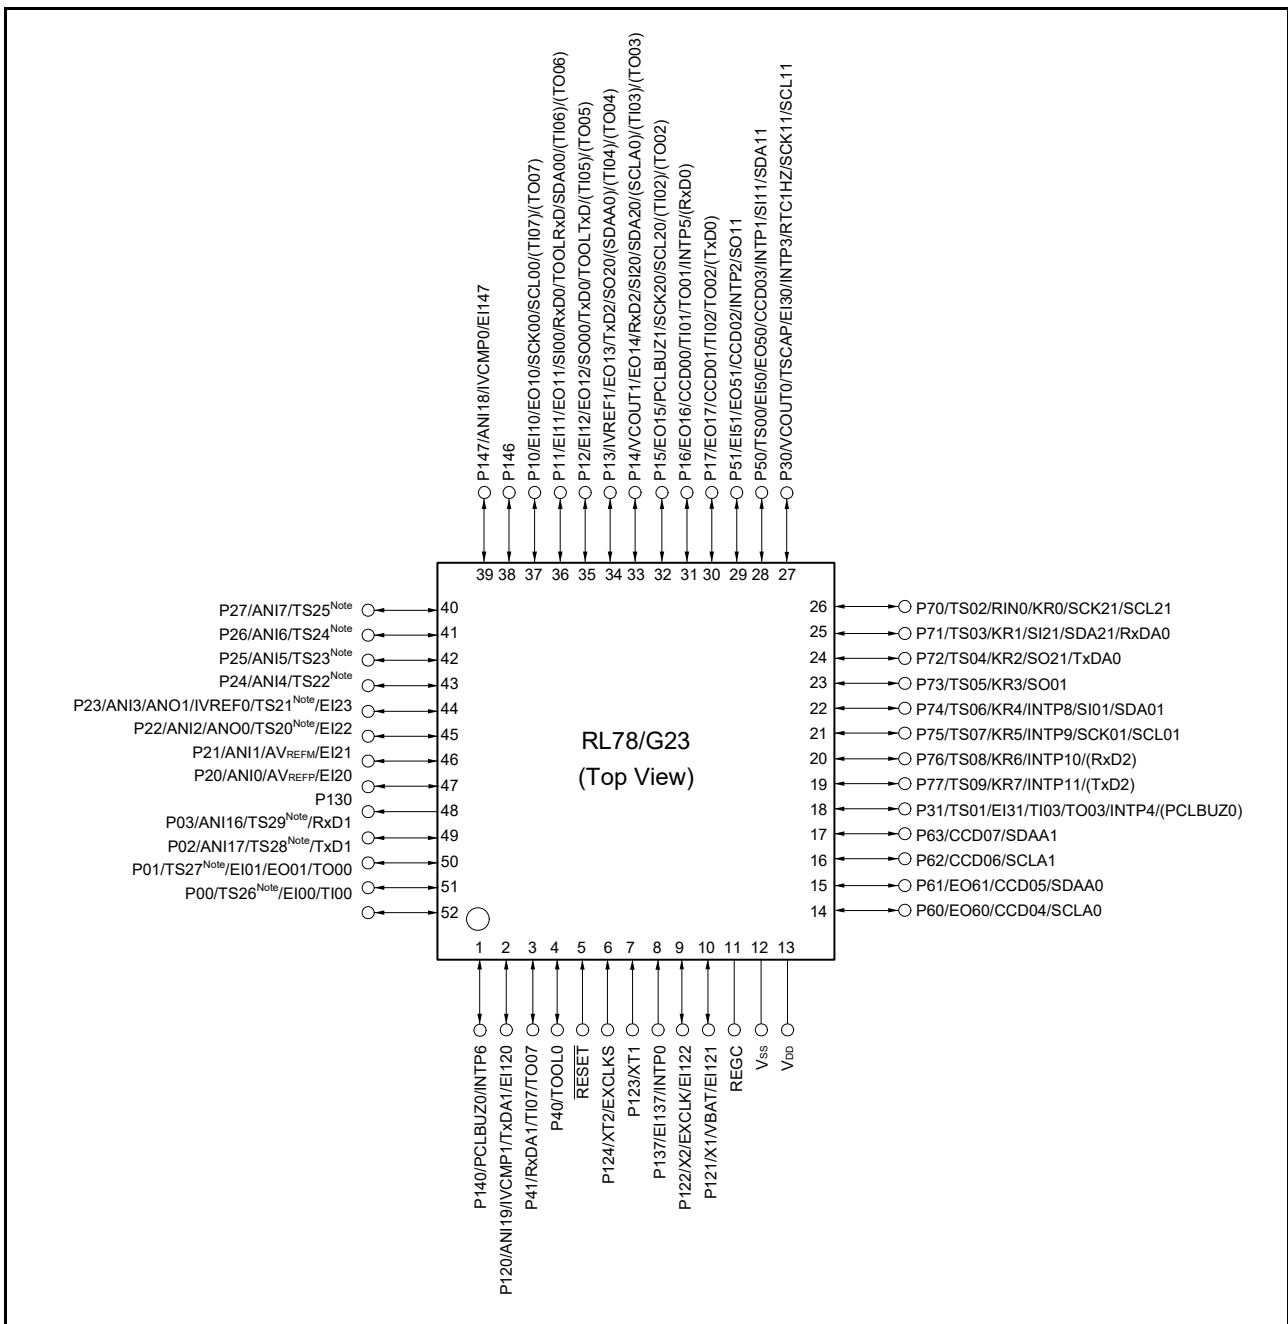 P147/ANI18/IVCMP0/EI147
P146
P10/EI10/EO10/SCK00/SCL00/(TI07)/(TO07)
P11/EI11/EO11/SI00/RxD0/TOOLRxD/SDA00/(TI06)/(TO06)
P12/EI12/EO12/SO00/TxD0/TOOLTxD/(TI05)/(TO05)
P13/IVREF1/EO13/TxD2/SO20/(SDAA0)/(TI04)/(TO04)
P14/VCOUT1/EO14/RxD2/SI20/SDA20/(SCLA0)/(TI03)/(TO03)
P15/EO15/PCLBUZ1/SCK20/SCL20/(TI02)/(TO02)
P16/EO16/CCD00/TI01/TO01/INTP5/(RxD0)
P17/EO17/CCD01/TI02/TO02/(TxD0)
P51/EI51/EO51/CCD02/INTP2/SO11
P50/TS00/EI50/EO50/CCD03/INTP1/SI11/SDA11
P30/VCOUT0/TSCAP/EI30/INTP3/RTC1HZ/SCK11/SCL11
39 38 37 36 35 34 33 32 31 30 29 28 27
P27/ANI7/TS25Note 40
P26/ANI6/TS24Note 41
P25/ANI5/TS23Note 42
P24/ANI4/TS22Note 43
P23/ANI3/ANO1/IVREF0/TS21Note/EI23 44
P22/ANI2/ANO0/TS20Note/EI22 45
P21/ANI1/AVREFM/EI21 46
P20/ANI0/AVREFP/EI20 47
P130 48
P03/ANI16/TS29Note/RxD1 49
P02/ANI17/TS28Note/TxD1 50
P01/TS27Note/EI01/EO01/TO00 51
P00/TS26Note/EI00/TI00 52
RL78/G23
(Top View)
26 P70/TS02/RIN0/KR0/SCK21/SCL21
25 P71/TS03/KR1/SI21/SDA21/RxDA0
24 P72/TS04/KR2/SO21/TxDA0
23 P73/TS05/KR3/SO01
22 P74/TS06/KR4/INTP8/SI01/SDA01
21 P75/TS07/KR5/INTP9/SCK01/SCL01
20 P76/TS08/KR6/INTP10/(RxD2)
19 P77/TS09/KR7/INTP11/(TxD2)
18 P31/TS01/EI31/TI03/TO03/INTP4/(PCLBUZ0)
17 P63/CCD07/SDAA1
16 P62/CCD06/SCLA1
15 P61/EO61/CCD05/SDAA0
14 P60/EO60/CCD04/SCLA0
1 2 3 4 5 6 7 8 9 10 11 12 13
P140/PCLBUZ0/INTP6
P120/ANI19/IVCMP1/TxDA1/EI120
P41/RxDA1/TI07/TO07
P40/TOOL0
RESET
P124/XT2/EXCLKS
P123/XT1
P137/EI137/INTP0
P122/X2/EXCLK/EI122
P121/X1/VBAT/EI121
REGC
VSS
VDD